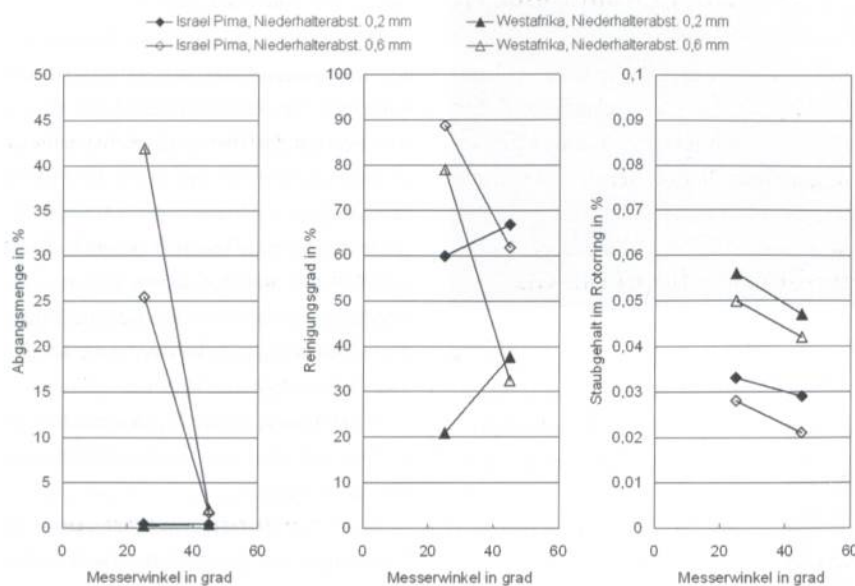 Israel Pima, Niederhalterabst. 0,2 mm
Westafrika, Niederhalterabst. 0,2 mm
Israel Pima, Niederhalterabst. 0,6 mm
Westafrika, Niederhalterabst. 0,6 mm
Abgangsmenge in %
50
45
40
35
30
25
20
15
10
5
0
0 20 40 60
Messerwinkel in grad
Reinigungsgrad in %
100
90
80
70
60
50
40
30
20
10
0
0 20 40 60
Messerwinkel in grad
Staubgehalt im Rotorring in %
0,1
0,09
0,08
0,07
0,06
0,05
0,04
0,03
0,02
0,01
0
0 20 40 60
Messerwinkel in grad